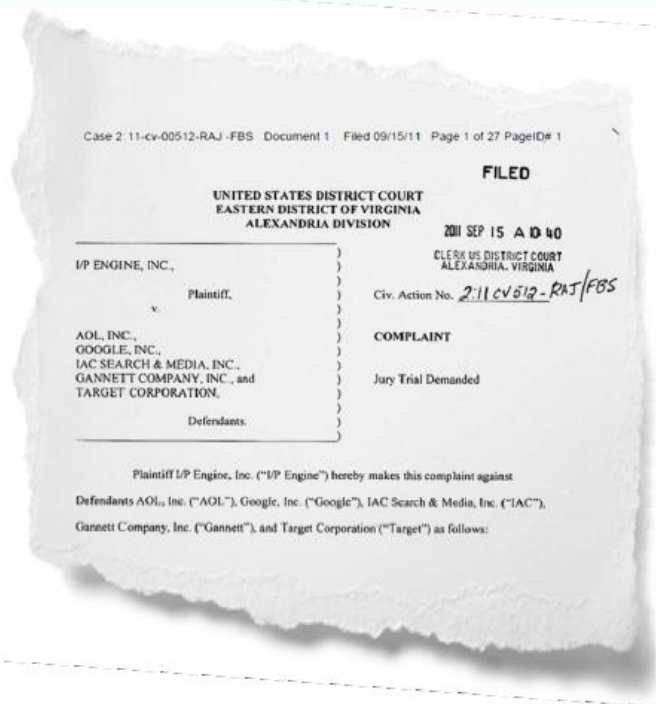 Case 2:11-cv-00512-RAJ -FBS Document 1 Filed 09/15/11 Page 1 of 27 PageID# 1
FILED
UNITED STATES DISTRICT COURT
EASTERN DISTRICT OF VIRGINIA
ALEXANDRIA DIVISION
2011 SEP 15 A 10 40
CLERK US DISTRICT COURT
ALEXANDRIA, VIRGINIA
I/P ENGINE, INC.,
Plaintiff,
v.
AOL, INC.,
GOOGLE, INC.,
IAC SEARCH & MEDIA, INC.,
GANNETT COMPANY, INC., and
TARGET CORPORATION,
Defendants.
)
)
)
)
)
)
)
)
)
)
)
)
)
Civ. Action No. 2:11CV512-RAJ/FBS
COMPLAINT
Jury Trial Demanded
Plaintiff I/P Engine, Inc. ("I/P Engine") hereby makes this complaint against
Defendants AOL, Inc. ("AOL"), Google, Inc. ("Google"), IAC Search & Media, Inc. ("IAC"),
Gannett Company, Inc. ("Gannett"), and Target Corporation ("Target") as follows: